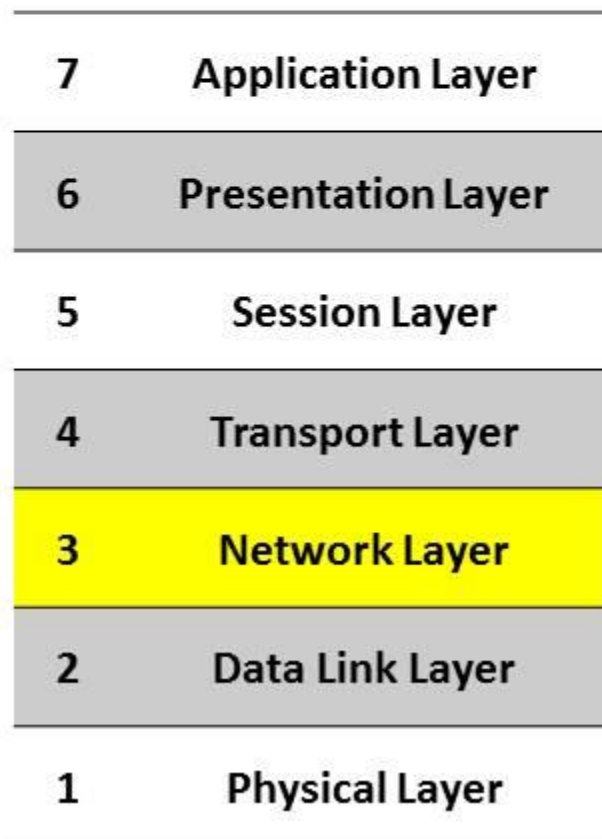 7 Application Layer
6 Presentation Layer
5 Session Layer
4 Transport Layer
3 Network Layer
2 Data Link Layer
1 Physical Layer